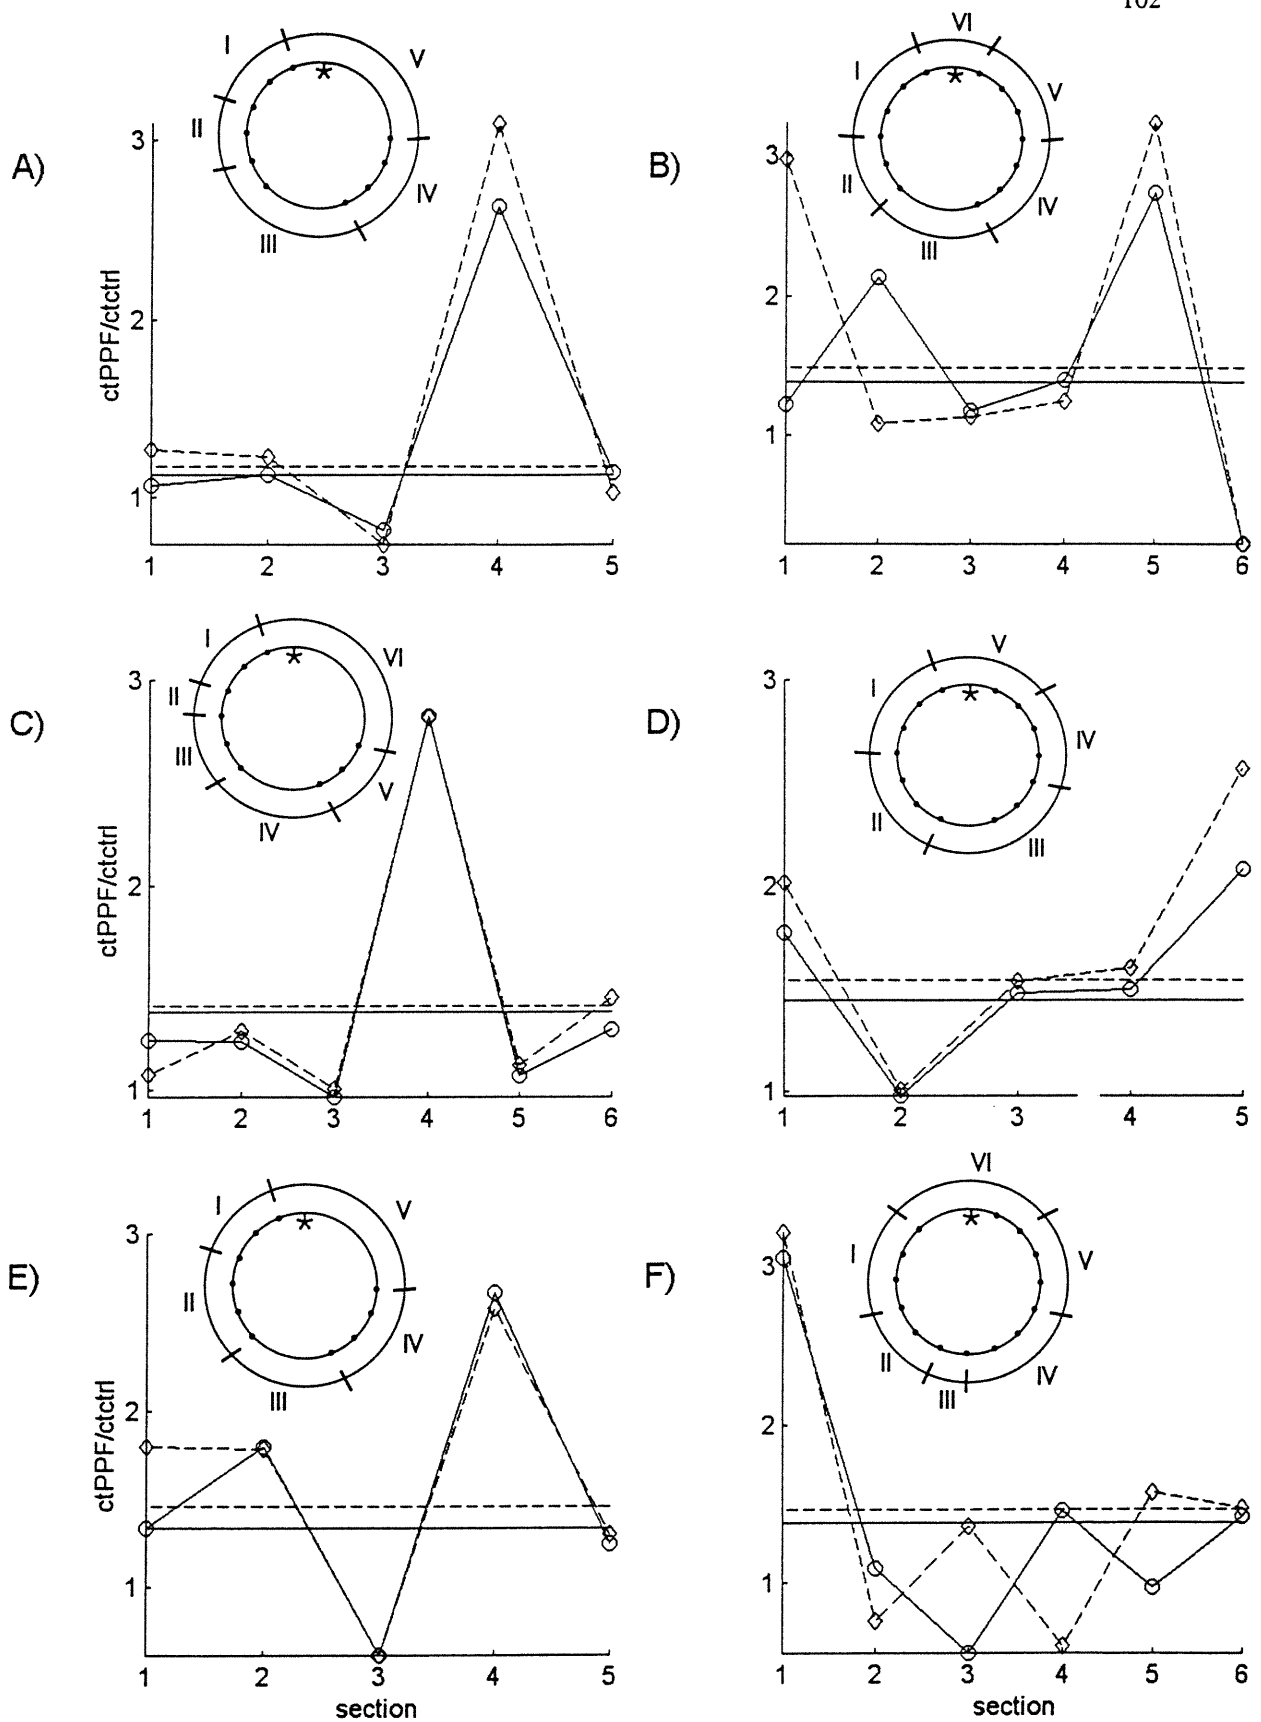 102
A)
I
II
III
IV
V
*
ctPPF/ctctrl
3
2
1
1 2 3 4 5
B)
I
II
III
IV
V
VI
*
3
2
1
1 2 3 4 5 6
C)
I
II
III
IV
V
VI
*
ctPPF/ctctrl
3
2
1
1 2 3 4 5 6
D)
I
II
III
IV
V
*
3
2
1
1 2 3 4 5
E)
I
II
III
IV
V
*
ctPPF/ctctrl
3
2
1
1 2 3 4 5
section
F)
I
II
III
IV
V
VI
*
3
2
1
1 2 3 4 5 6
section